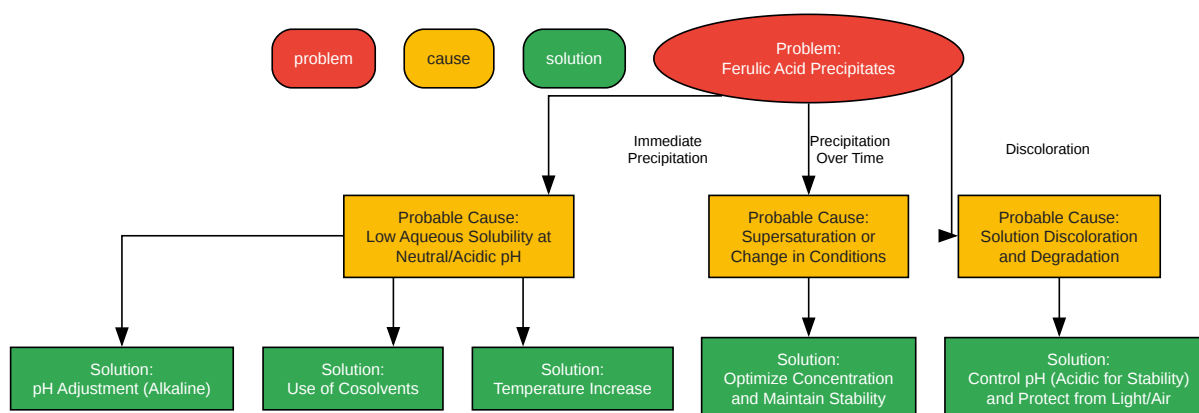 problem
cause
solution
Problem:
Ferulic Acid Precipitates
Immediate
Precipitation
Precipitation
Over Time
Discoloration
Probable Cause:
Low Aqueous Solubility at
Neutral/Acidic pH
Probable Cause:
Supersaturation or
Change in Conditions
Probable Cause:
Solution Discoloration
and Degradation
Solution:
pH Adjustment (Alkaline)
Solution:
Use of Cosolvents
Solution:
Temperature Increase
Solution:
Optimize Concentration
and Maintain Stability
Solution:
Control pH (Acidic for Stability)
and Protect from Light/Air